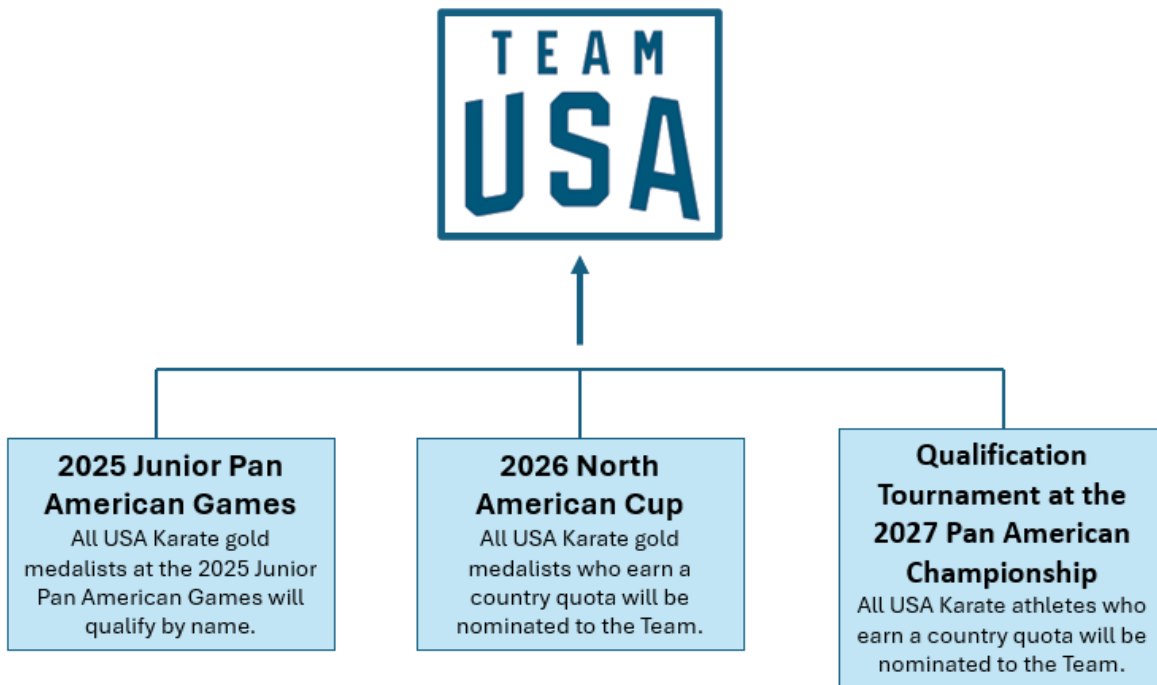 TEAM
USA
2025 Junior Pan
American Games
All USA Karate gold
medalists at the 2025 Junior
Pan American Games will
qualify by name.
2026 North
American Cup
All USA Karate gold
medalists who earn a
country quota will be
nominated to the Team.
Qualification
Tournament at the
2027 Pan American
Championship
All USA Karate athletes who
earn a country quota will be
nominated to the Team.